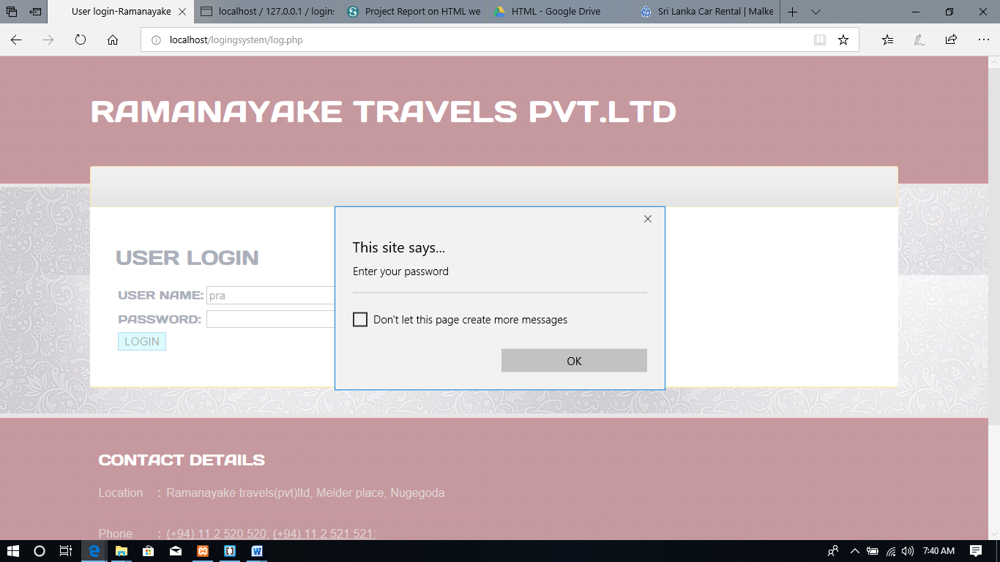 User login-Ramanayake
localhost / 127.0.0.1 / logins
Project Report on HTML we
HTML - Google Drive
Sri Lanka Car Rental | Malke
localhost/logingsystem/log.php
RAMANAYAKE TRAVELS PVT.LTD
This site says...
Enter your password
Don't let this page create more messages
OK
USER LOGIN
USER NAME: pra
PASSWORD:
LOGIN
CONTACT DETAILS
Location : Ramanayake travels(pvt)ltd, Melder place, Nugegoda
Phone : (+94) 11 2 520 520; (+94) 11 2 521 521;
7:40 AM